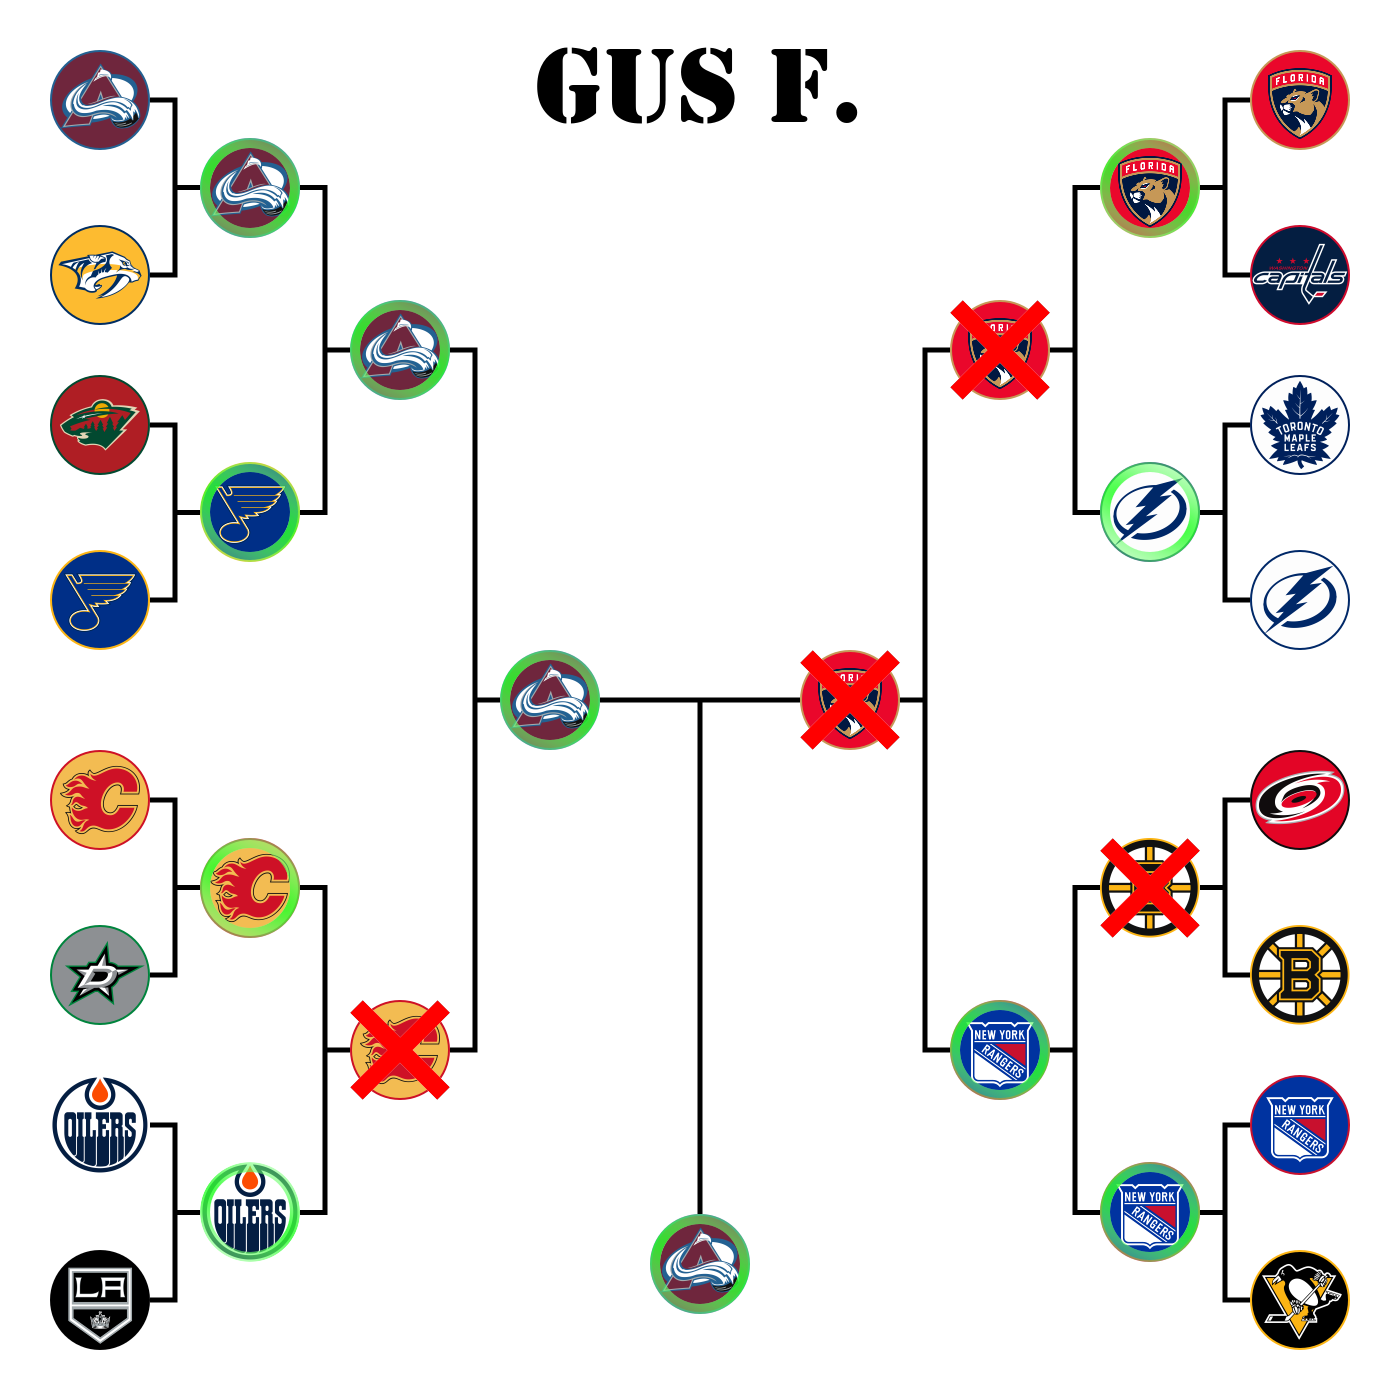 GUS F.
FLORIDA
FLORIDA
capitals
TORONTO
MAPLE
LEAFS
B
NEW YORK
RANGERS
NEW YORK
RANGERS
OILERS
OILERS
NEW YORK
RANGERS
LA